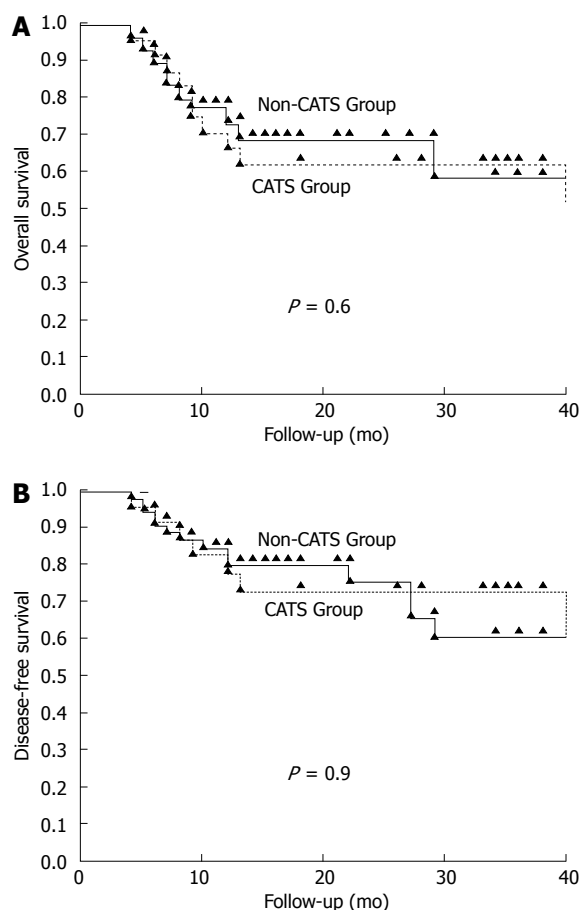 A
1.0
0.9
0.8
0.7
0.6
0.5
0.4
0.3
0.2
0.1
0.0
Overall survival
Non-CATS Group
CATS Group
P = 0.6
0 10 20 30 40
Follow-up (mo)
B
1.0
0.9
0.8
0.7
0.6
0.5
0.4
0.3
0.2
0.1
0.0
Disease-free survival
Non-CATS Group
CATS Group
P = 0.9
0 10 20 30 40
Follow-up (mo)